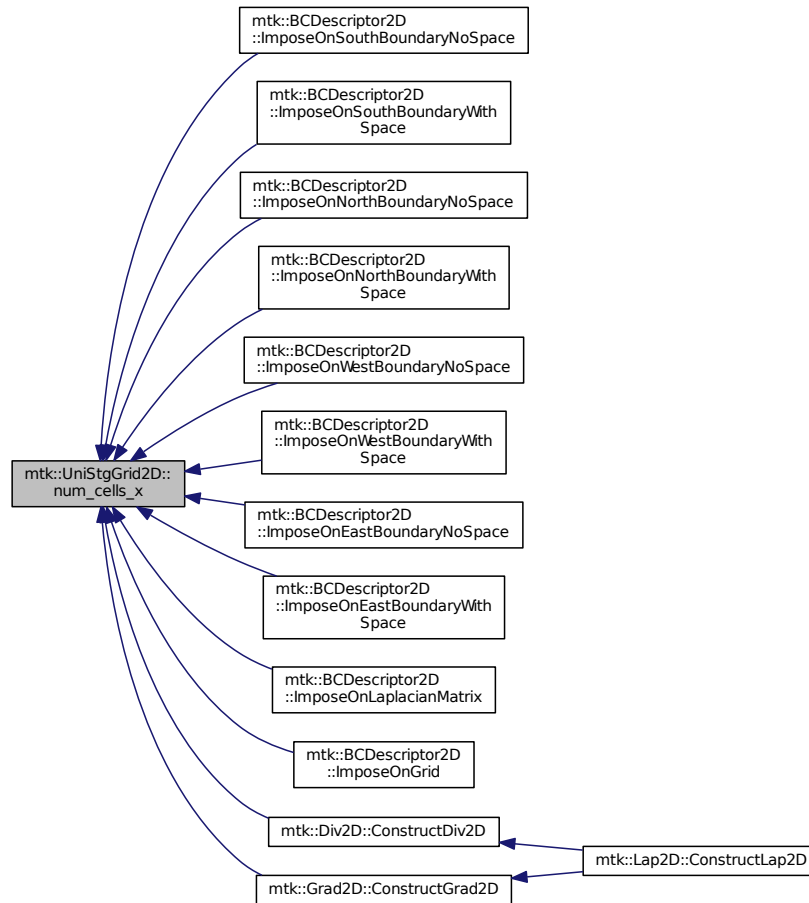 mtk::BCDescriptor2D
::ImposeOnSouthBoundaryNoSpace
mtk::BCDescriptor2D
::ImposeOnSouthBoundaryWith
Space
mtk::BCDescriptor2D
::ImposeOnNorthBoundaryNoSpace
mtk::BCDescriptor2D
::ImposeOnNorthBoundaryWith
Space
mtk::BCDescriptor2D
::ImposeOnWestBoundaryNoSpace
mtk::BCDescriptor2D
::ImposeOnWestBoundaryWith
Space
mtk::UniStgGrid2D::
num_cells_x
mtk::BCDescriptor2D
::ImposeOnEastBoundaryNoSpace
mtk::BCDescriptor2D
::ImposeOnEastBoundaryWith
Space
mtk::BCDescriptor2D
::ImposeOnLaplacianMatrix
mtk::BCDescriptor2D
::ImposeOnGrid
mtk::Div2D::ConstructDiv2D
mtk::Lap2D::ConstructLap2D
mtk::Grad2D::ConstructGrad2D